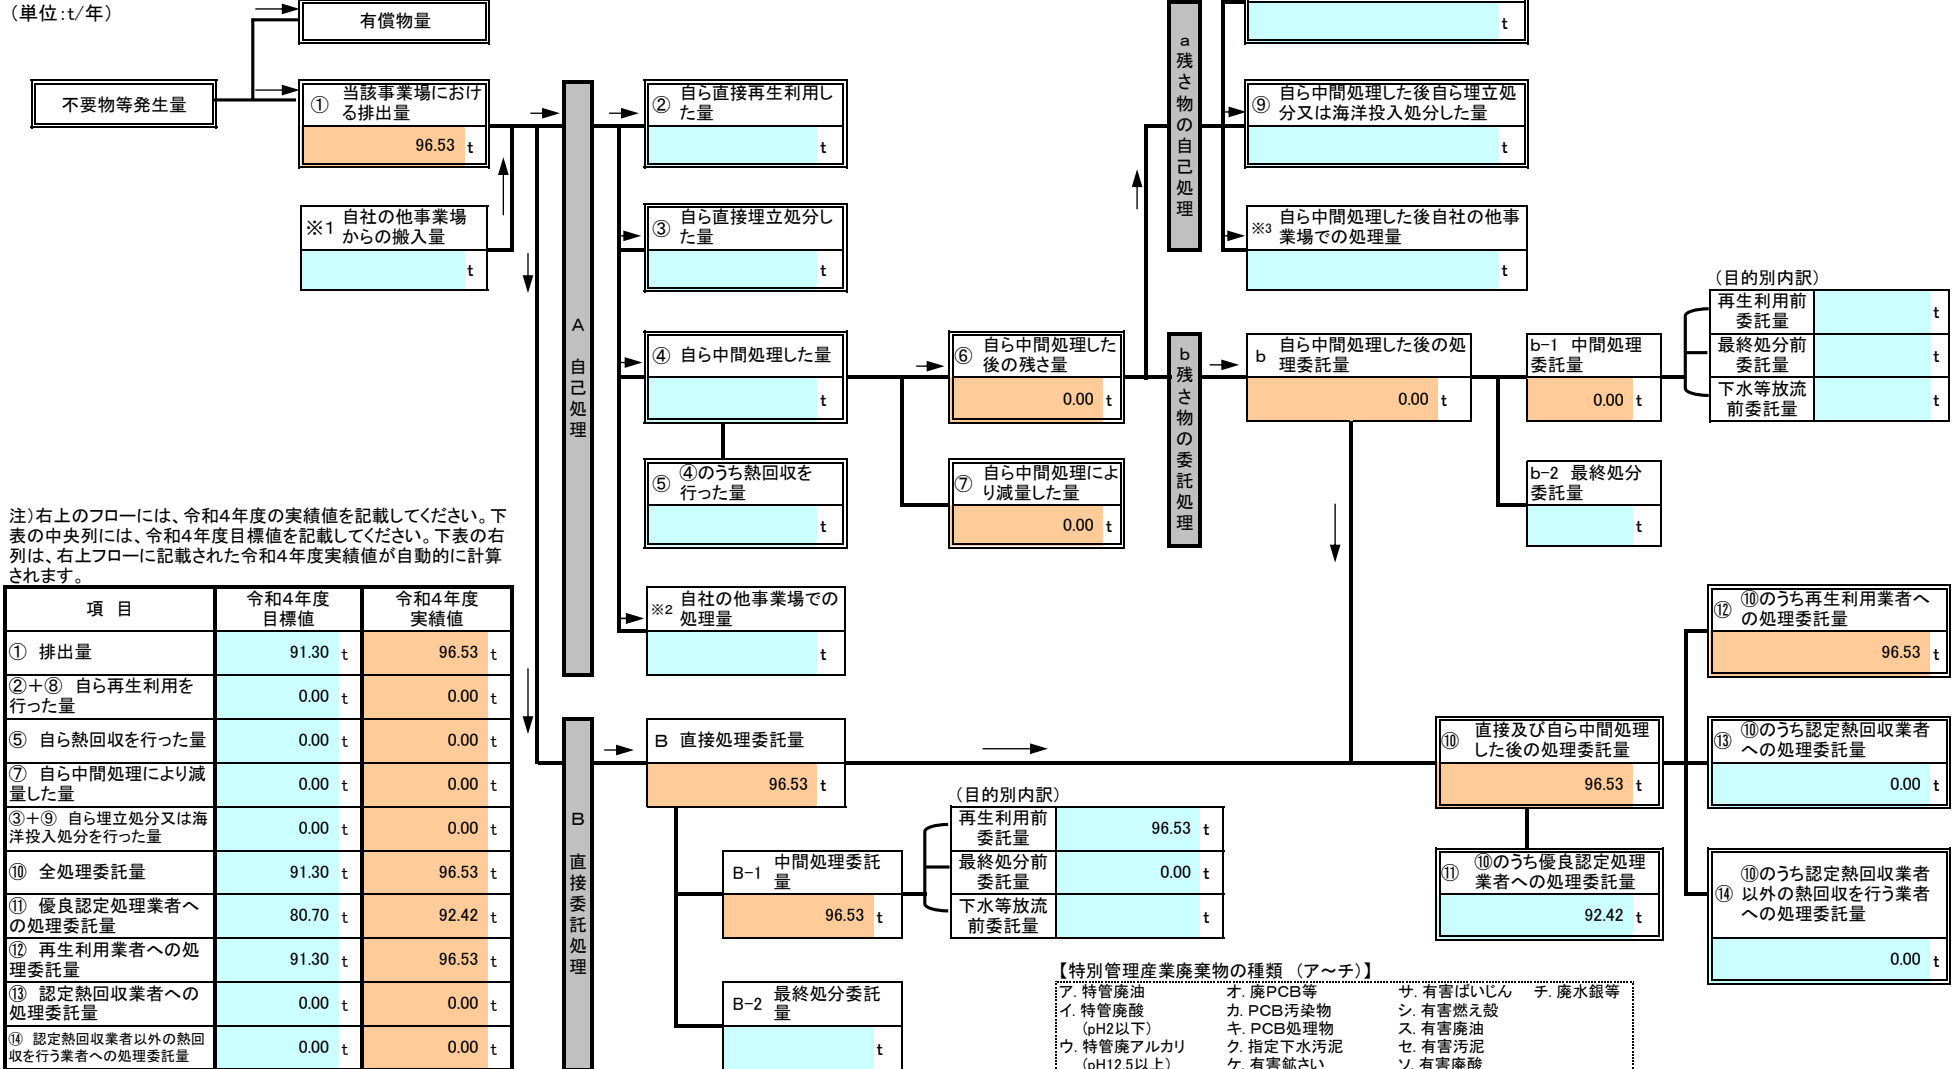 (単位:t/年)
有償物量
t
不要物等発生量
① 当該事業場におけ
る排出量
96.53 t
※1 自社の他事業場
からの搬入量
t
A 自己処理
② 自ら直接再生利用し
た量
t
③ 自ら直接埋立処分し
た量
t
④ 自ら中間処理した量
t
⑤ ④のうち熱回収を
行った量
t
※2 自社の他事業場での
処理量
t
⑥ 自ら中間処理した
後の残さ量
0.00 t
⑦ 自ら中間処理によ
り減量した量
0.00 t
a 残さ物の自己処理
⑨ 自ら中間処理した後自ら埋立処
分又は海洋投入処分した量
t
※3 自ら中間処理した後自社の他事
業場での処理量
t
b 残さ物の委託処理
b 自ら中間処理した後の処
理委託量
0.00 t
b-1 中間処理
委託量
0.00 t
b-2 最終処分
委託量
t
(目的別内訳)
再生利用前
委託量
t
最終処分前
委託量
t
下水等放流
前委託量
t
注)右上のフローには、令和4年度の実績値を記載してください。下
表の中央列には、令和4年度目標値を記載してください。下表の右
列は、右上フローに記載された令和4年度実績値が自動的に計算
されます。
項 目 令和4年度 目標値 令和4年度 実績値
① 排出量 91.30 t 96.53 t
②+⑧ 自ら再生利用を
行った量 0.00 t 0.00 t
⑤ 自ら熱回収を行った量 0.00 t 0.00 t
⑦ 自ら中間処理により減
量した量 0.00 t 0.00 t
③+⑨ 自ら埋立処分又は海
洋投入処分を行った量 0.00 t 0.00 t
⑩ 全処理委託量 91.30 t 96.53 t
⑪ 優良認定処理業者へ
の処理委託量 80.70 t 92.42 t
⑫ 再生利用業者への処
理委託量 91.30 t 96.53 t
⑬ 認定熱回収業者への
処理委託量 0.00 t 0.00 t
⑭ 認定熱回収業者以外の熱回
収を行う業者への処理委託量 0.00 t 0.00 t
B 直接委託処理
B 直接処理委託量
96.53 t
B-1 中間処理委託
量
96.53 t
B-2 最終処分委託
量
t
(目的別内訳)
再生利用前
委託量
96.53 t
最終処分前
委託量
0.00 t
下水等放流
前委託量
t
⑩ 直接及び自ら中間処理
した後の処理委託量
96.53 t
⑪ ⑩のうち優良認定処理
業者への処理委託量
92.42 t
⑫ ⑩のうち再生利用業者へ
の処理委託量
96.53 t
⑬ ⑩のうち認定熱回収業者
への処理委託量
0.00 t
⑭ ⑩のうち認定熱回収業者
以外の熱回収を行う業者
への処理委託量
0.00 t
【特別管理産業廃棄物の種類 (ア~チ)】
ア. 特管廃油 オ. 廃PCB等 サ. 有害ばいじん チ. 廃水銀等
イ. 特管廃酸 カ. PCB汚染物 シ. 有害燃え殻
(pH2以下) キ. PCB処理物 ス. 有害廃油
ウ. 特管廃アルカリ ク. 指定下水汚泥 セ. 有害汚泥
(pH12.5以上) ケ. 有害鉱さい ソ. 有害廃酸